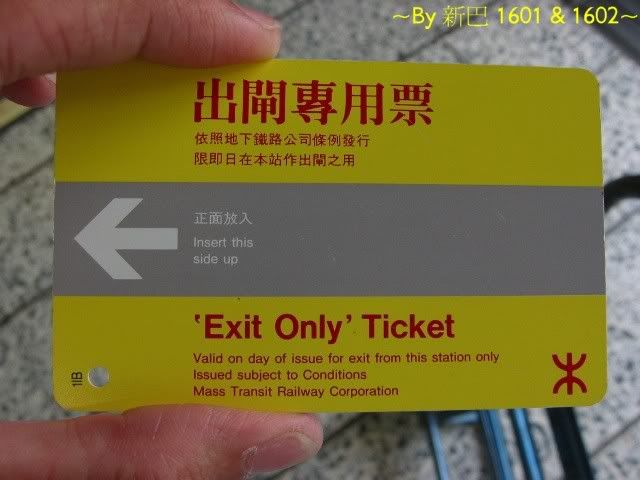 ～By 新巴 1601 & 1602～
出閘專用票
依照地下鐵路公司條例發行
限即日在本站作出閘之用
正面放入
Insert this
side up
'Exit Only' Ticket
Valid on day of issue for exit from this station only
Issued subject to Conditions
Mass Transit Railway Corporation
11B